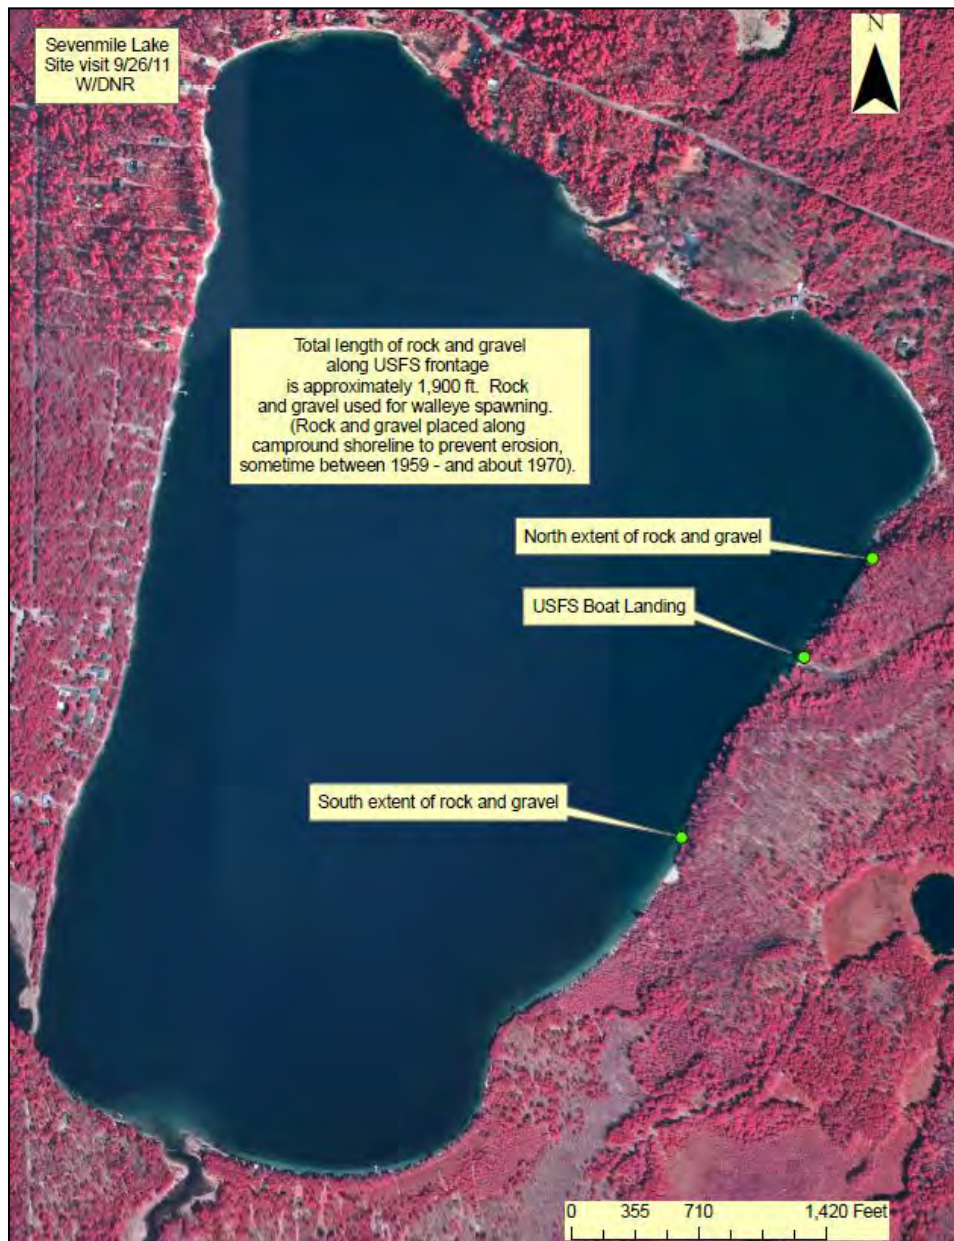 Sevenmile Lake
Site visit 9/26/11
W/DNR
N
Total length of rock and gravel
along USFS frontage
is approximately 1,900 ft. Rock
and gravel used for walleye spawning.
(Rock and gravel placed along
campround shoreline to prevent erosion,
sometime between 1959 - and about 1970).
North extent of rock and gravel
USFS Boat Landing
South extent of rock and gravel
0 355 710 1,420 Feet